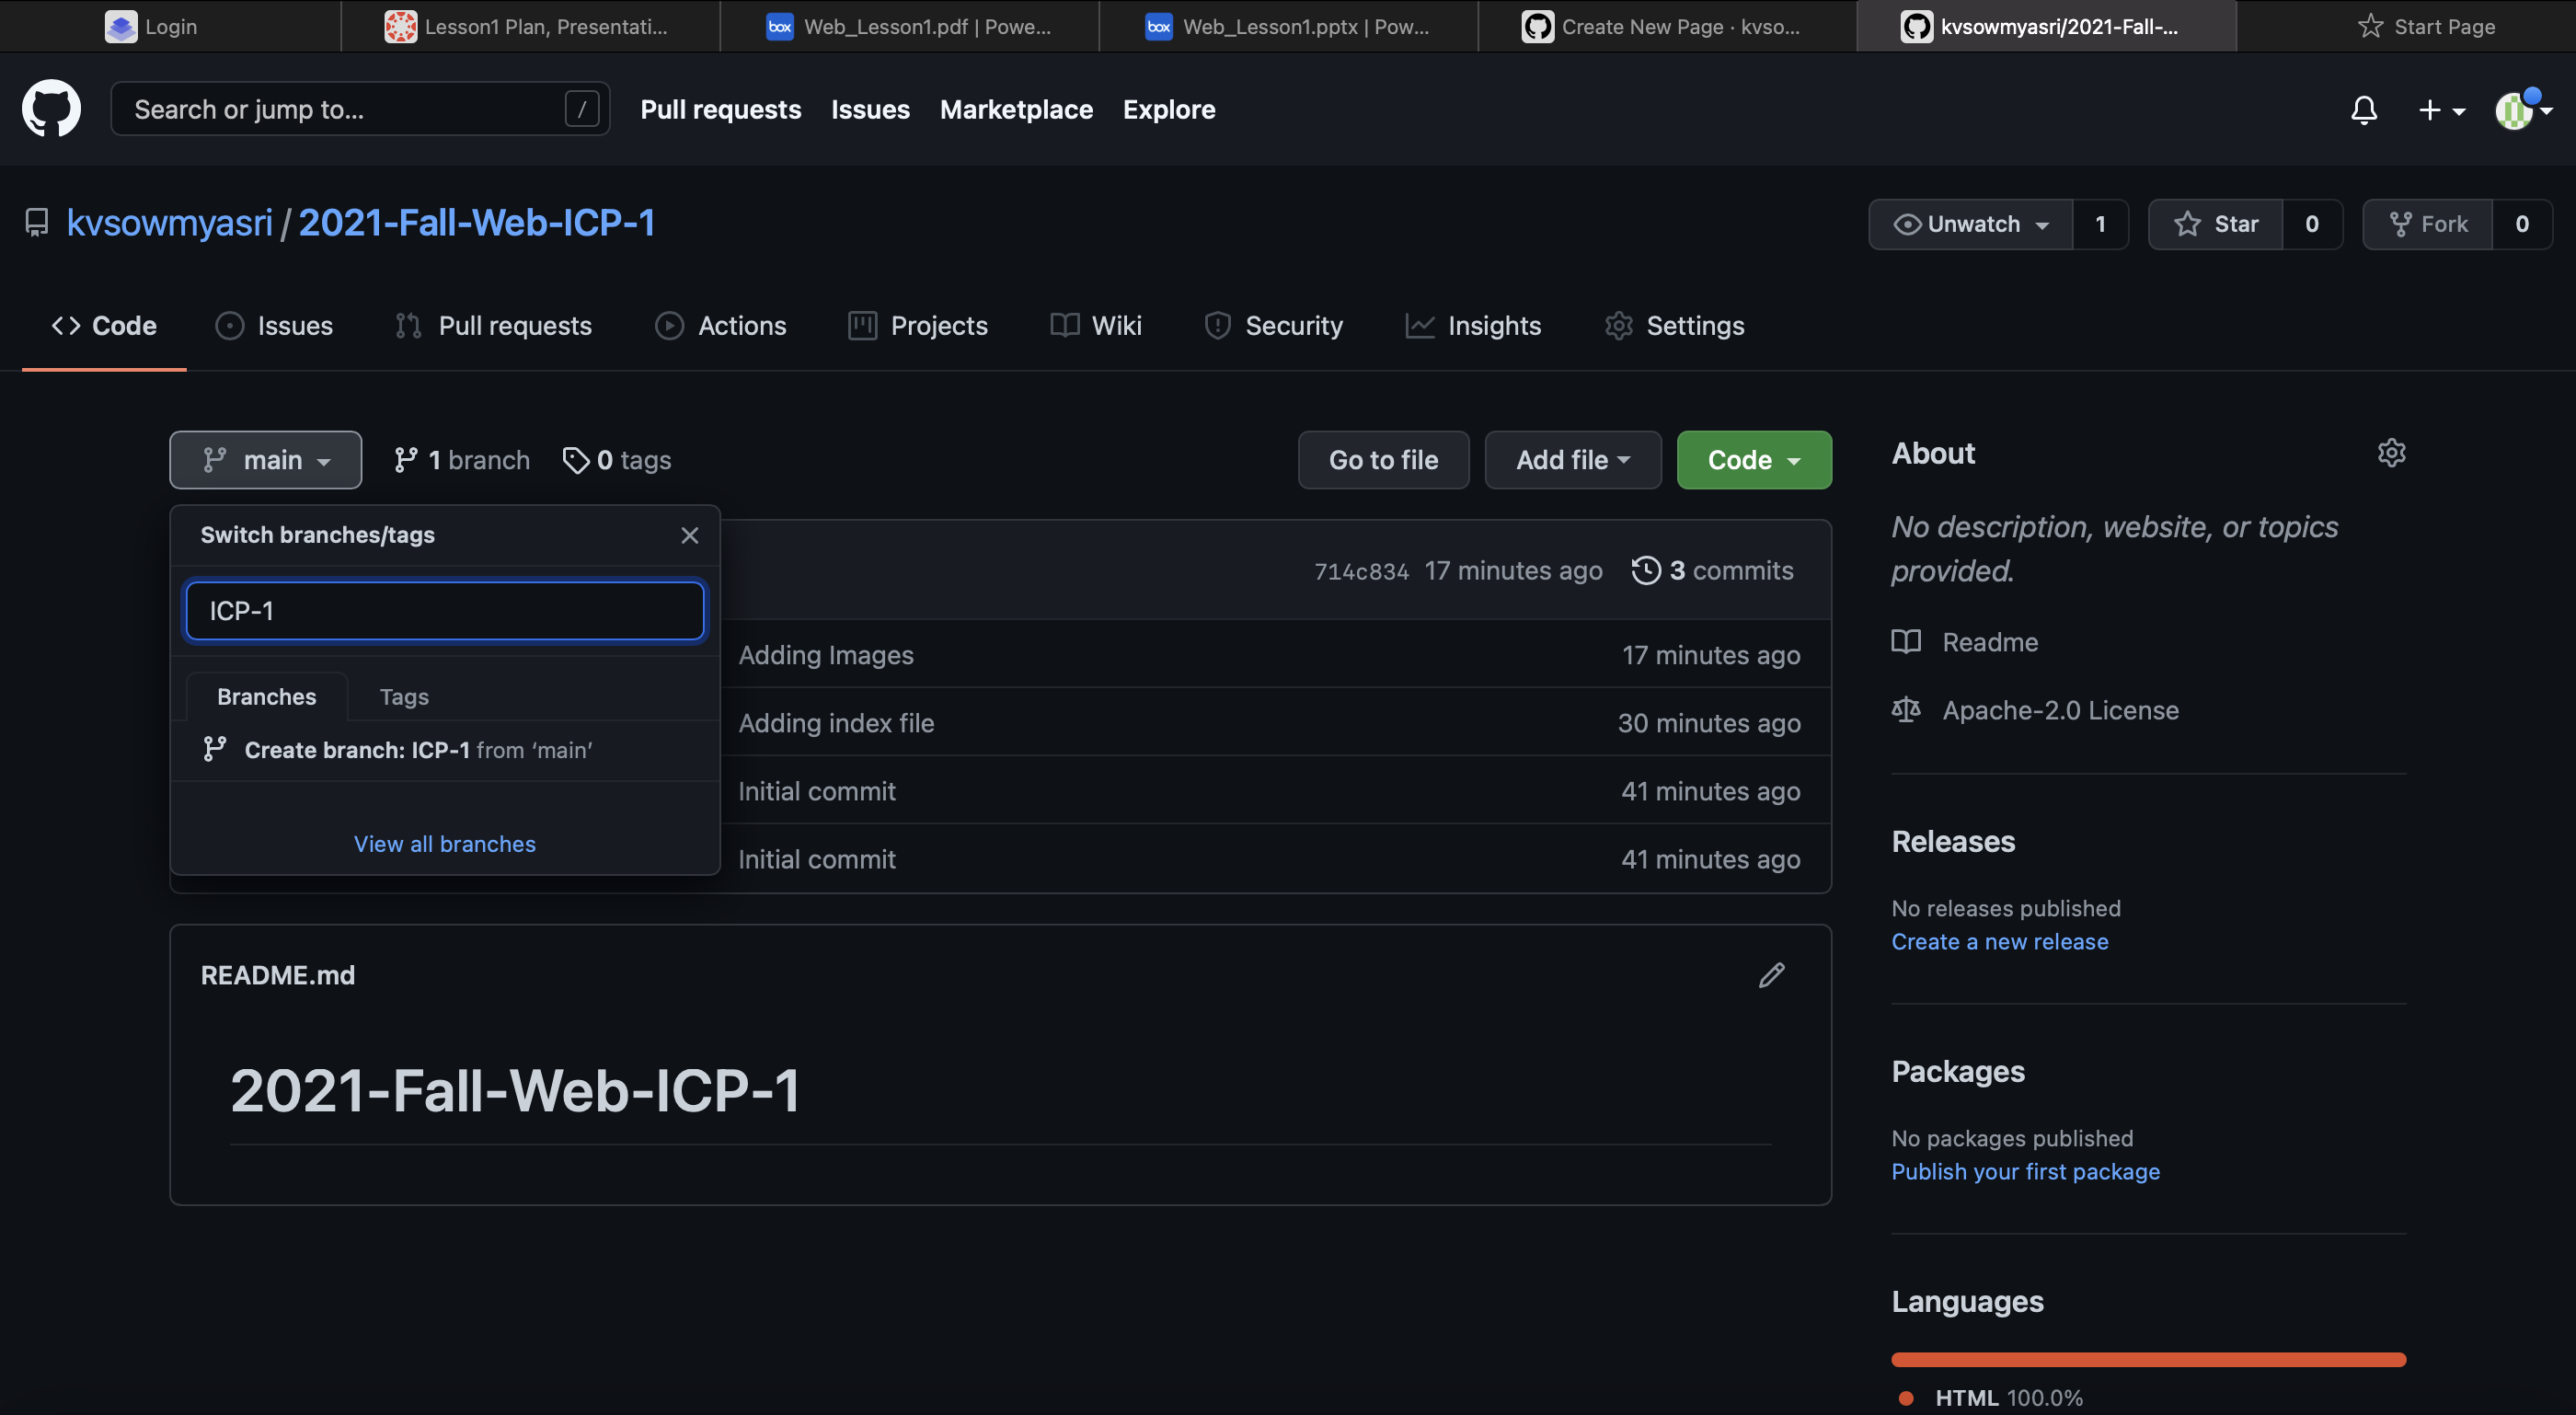 Login
Lesson1 Plan, Presentati...
Web_Lesson1.pdf | Powe...
Web_Lesson1.pptx | Pow...
Create New Page · kvso...
kvsowmyasri/2021-Fall-...
Start Page
Search or jump to...
/
Pull requests
Issues
Marketplace
Explore
kvsowmyasri / 2021-Fall-Web-ICP-1
Unwatch 1
Star 0
Fork 0
Code
Issues
Pull requests
Actions
Projects
Wiki
Security
Insights
Settings
main
1 branch
0 tags
Go to file
Add file
Code
Switch branches/tags
ICP-1
Branches
Tags
Create branch: ICP-1 from ‘main’
View all branches
714c834 17 minutes ago 3 commits
Adding Images 17 minutes ago
Adding index file 30 minutes ago
Initial commit 41 minutes ago
Initial commit 41 minutes ago
README.md
2021-Fall-Web-ICP-1
About
No description, website, or topics
provided.
Readme
Apache-2.0 License
Releases
No releases published
Create a new release
Packages
No packages published
Publish your first package
Languages
HTML 100.0%